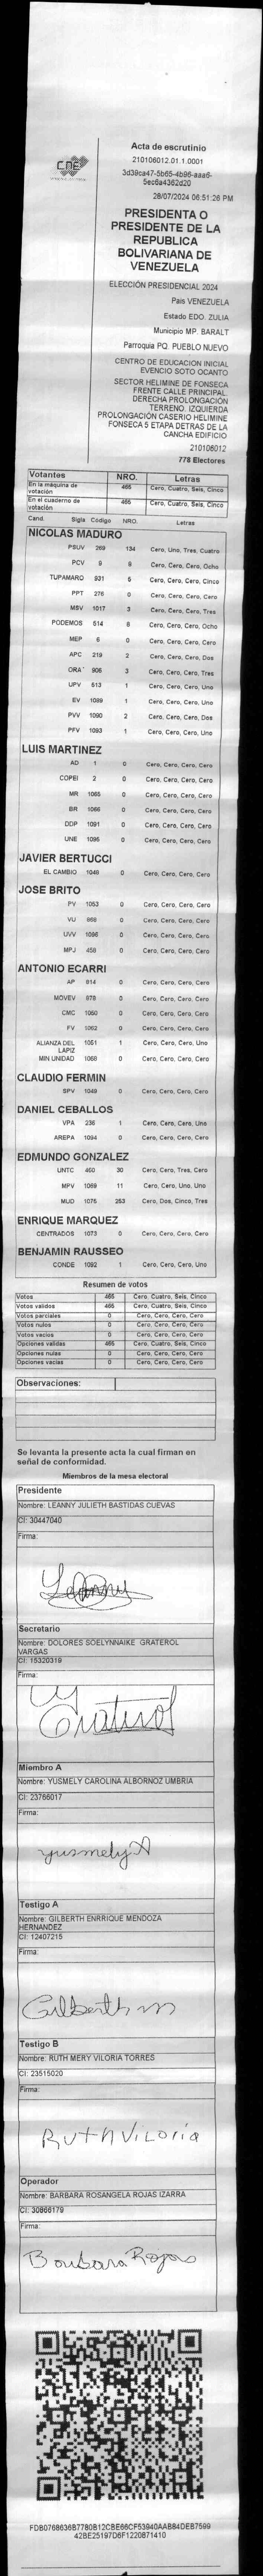 CNE
Acta de escrutinio
210106012.01.1.0001
3d39ca47-5b65-4b96-aaa6-
5ec6a4362d20
28/07/2024 06:51:26 PM
PRESIDENTA O
PRESIDENTE DE LA
REPUBLICA
BOLIVARIANA DE
VENEZUELA
ELECCIÓN PRESIDENCIAL 2024
Pais VENEZUELA
Estado EDO. ZULIA
Municipio MP. BARALT
Parroquia PQ. PUEBLO NUEVO
CENTRO DE EDUCACION INICIAL
EVENCIO SOTO OCANTO
SECTOR HELIMINE DE FONSECA
FRENTE CALLE PRINCIPAL.
DERECHA PROLONGACIÓN
TERRENO. IZQUIERDA
PROLONGACION CASERIO HELIMINE
FONSECA 5 ETAPA DETRAS DE LA
CANCHA EDIFICIO
210106012
778 Electores
Votantes NRO. Letras
En la máquina de votación 465 Cero, Cuatro, Seis, Cinco
En el cuaderno de votación 465 Cero, Cuatro, Seis, Cinco
Cand. Sigla Código NRO. Letras
NICOLAS MADURO
PSUV 269 134 Cero, Uno, Tres, Cuatro
PCV 9 8 Cero, Cero, Cero, Ocho
TUPAMARO 931 5 Cero, Cero, Cero, Cinco
PPT 276 0 Cero, Cero, Cero, Cero
MSV 1017 3 Cero, Cero, Cero, Tres
PODEMOS 514 8 Cero, Cero, Cero, Ocho
MEP 6 0 Cero, Cero, Cero, Cero
APC 219 2 Cero, Cero, Cero, Dos
ORA 906 3 Cero, Cero, Cero, Tres
UPV 613 1 Cero, Cero, Cero, Uno
EV 1089 1 Cero, Cero, Cero, Uno
PVV 1090 2 Cero, Cero, Cero, Dos
PFV 1093 1 Cero, Cero, Cero, Uno
LUIS MARTINEZ
AD 1 0 Cero, Cero, Cero, Cero
COPEI 2 0 Cero, Cero, Cero, Cero
MR 1065 0 Cero, Cero, Cero, Cero
BR 1066 0 Cero, Cero, Cero, Cero
DDP 1091 0 Cero, Cero, Cero, Cero
UNE 1095 0 Cero, Cero, Cero, Cero
JAVIER BERTUCCI
EL CAMBIO 1048 0 Cero, Cero, Cero, Cero
JOSE BRITO
PV 1053 0 Cero, Cero, Cero, Cero
VU 868 0 Cero, Cero, Cero, Cero
UVV 1096 0 Cero, Cero, Cero, Cero
MPJ 458 0 Cero, Cero, Cero, Cero
ANTONIO ECARRI
AP 914 0 Cero, Cero, Cero, Cero
MOVEV 978 0 Cero, Cero, Cero, Cero
CMC 1060 0 Cero, Cero, Cero, Cero
FV 1062 0 Cero, Cero, Cero, Cero
ALIANZA DEL LAPIZ 1051 1 Cero, Cero, Cero, Uno
MIN UNIDAD 1068 0 Cero, Cero, Cero, Cero
CLAUDIO FERMIN
SPV 1049 0 Cero, Cero, Cero, Cero
DANIEL CEBALLOS
VPA 236 1 Cero, Cero, Cero, Uno
AREPA 1094 0 Cero, Cero, Cero, Cero
EDMUNDO GONZALEZ
UNTC 460 30 Cero, Cero, Tres, Cero
MPV 1069 11 Cero, Cero, Uno, Uno
MUD 1075 253 Cero, Dos, Cinco, Tres
ENRIQUE MARQUEZ
CENTRADOS 1073 0 Cero, Cero, Cero, Cero
BENJAMIN RAUSSEO
CONDE 1092 1 Cero, Cero, Cero, Uno
Resumen de votos
Votos 465 Cero, Cuatro, Seis, Cinco
Votos validos 465 Cero, Cuatro, Seis, Cinco
Votos parciales 0 Cero, Cero, Cero, Cero
Votos nulos 0 Cero, Cero, Cero, Cero
Votos vacios 0 Cero, Cero, Cero, Cero
Opciones validas 465 Cero, Cuatro, Seis, Cinco
Opciones nulas 0 Cero, Cero, Cero, Cero
Opciones vacias 0 Cero, Cero, Cero, Cero
Observaciones:
Se levanta la presente acta la cual firman en
señal de conformidad.
Miembros de la mesa electoral
Presidente
Nombre: LEANNY JULIETH BASTIDAS CUEVAS
CI: 30447040
Firma:
Leanny
Secretario
Nombre: DOLORES SOELYNNAIKE GRATEROL
VARGAS
CI: 15320319
Firma:
Graterol
Miembro A
Nombre: YUSMELY CAROLINA ALBORNOZ UMBRIA
CI: 23766017
Firma:
yusmely A
Testigo A
Nombre: GILBERTH ENRRIQUE MENDOZA
HERNANDEZ
CI: 12407215
Firma:
Gilberth m
Testigo B
Nombre: RUTH MERY VILORIA TORRES
CI: 23515020
Firma:
Ruth Viloria
Operador
Nombre: BARBARA ROSANGELA ROJAS IZARRA
CI: 30866179
Firma:
Barbara Rojas
FDB0768636B7780B12CBE66CF53940AAB84DEB7599
42BE25197D6F1220871410